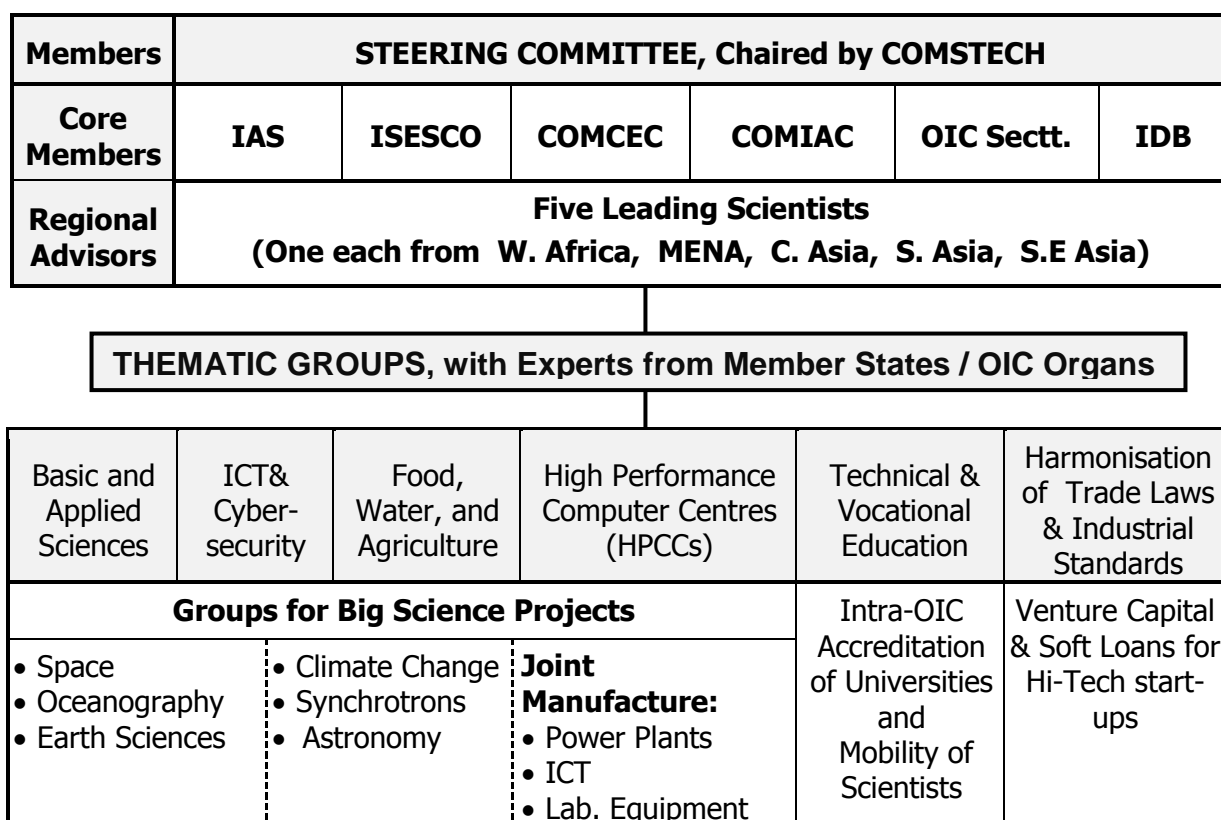 Members
STEERING COMMITTEE, Chaired by COMSTECH
Core
Members
IAS
ISESCO
COMCEC
COMIAC
OIC Sectt.
IDB
Regional
Advisors
Five Leading Scientists
(One each from W. Africa, MENA, C. Asia, S. Asia, S.E Asia)
THEMATIC GROUPS, with Experts from Member States / OIC Organs
Basic and
Applied
Sciences
ICT&
Cyber-
security
Food,
Water, and
Agriculture
High Performance
Computer Centres
(HPCCs)
Technical &
Vocational
Education
Harmonisation
of Trade Laws
& Industrial
Standards
Groups for Big Science Projects
• Space
• Oceanography
• Earth Sciences
• Climate Change
• Synchrotrons
• Astronomy
Joint
Manufacture:
• Power Plants
• ICT
• Lab. Equipment
Intra-OIC
Accreditation
of Universities
and
Mobility of
Scientists
Venture Capital
& Soft Loans for
Hi-Tech start-
ups